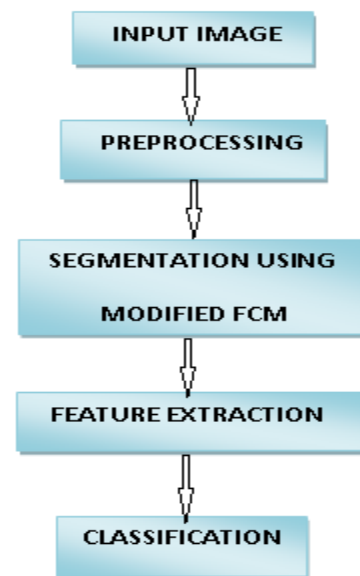 INPUT IMAGE
PREPROCESSING
SEGMENTATION USING
MODIFIED FCM
FEATURE EXTRACTION
CLASSIFICATION